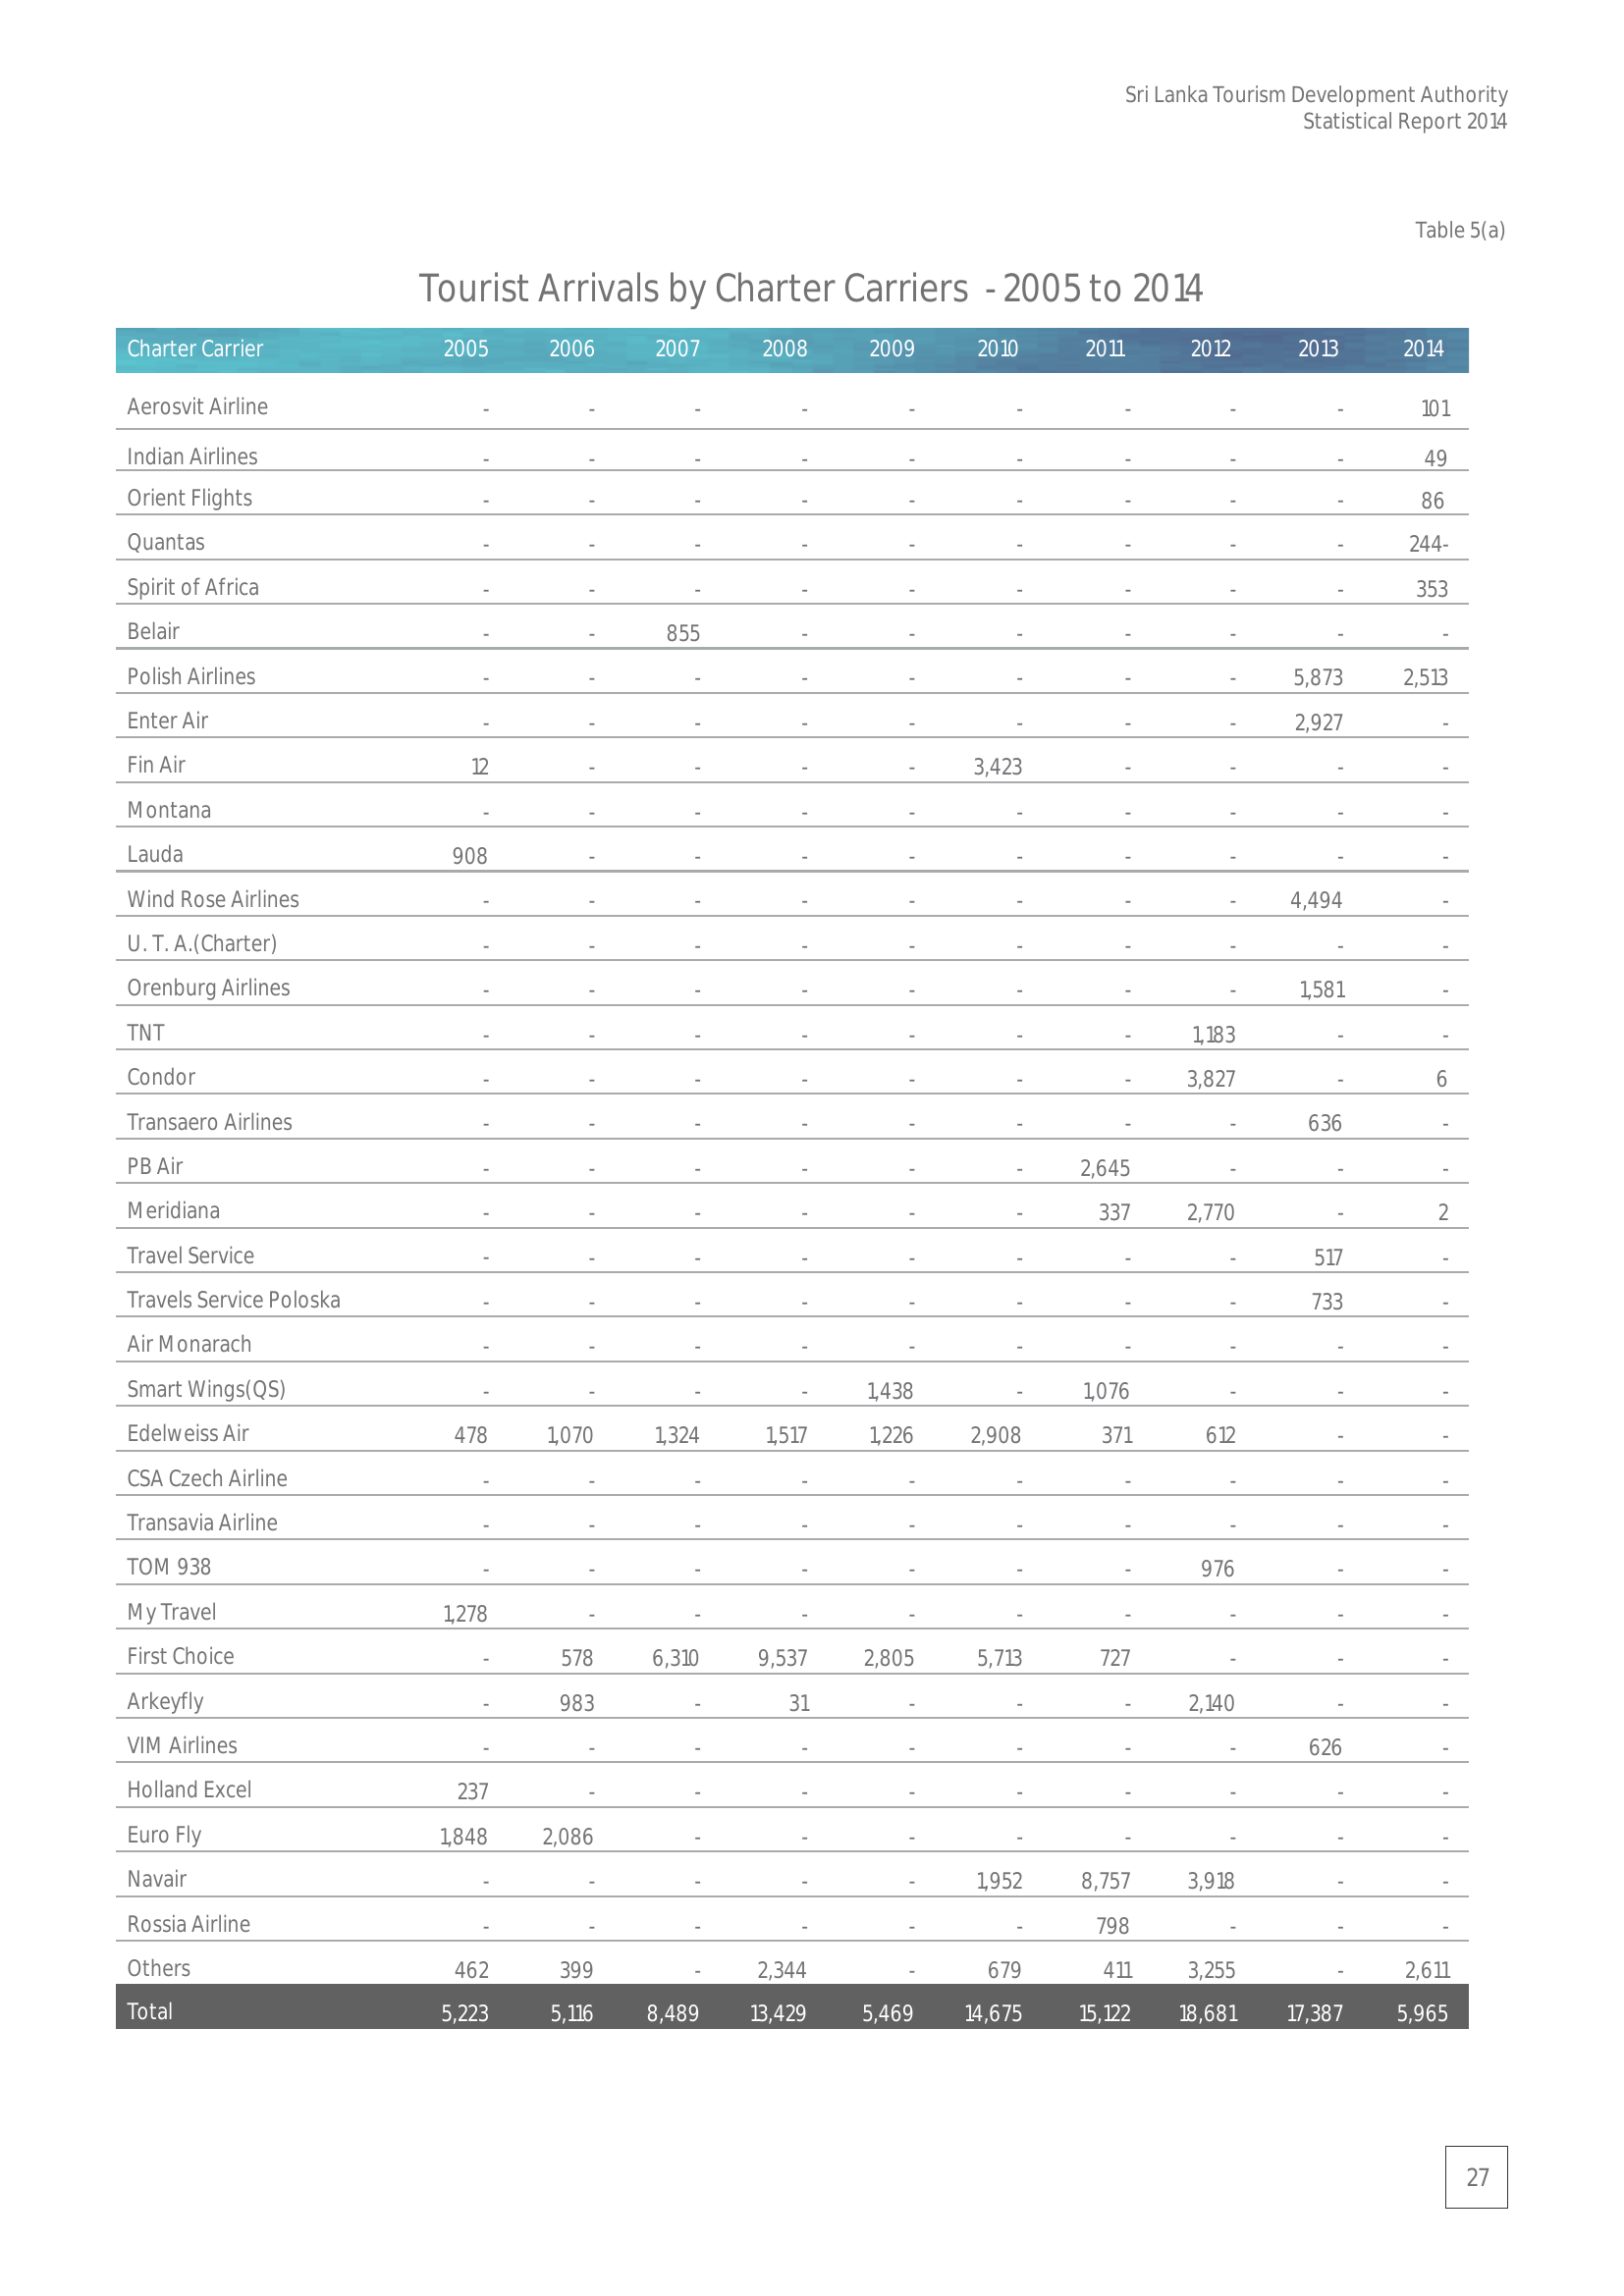 Sri Lanka Tourism Development Authority
Statistical Report 2014
Table 5(a)
Tourist Arrivals by Charter Carriers - 2005 to 2014
Charter Carrier 2005 2006 2007 2008 2009 2010 2011 2012 2013 2014
Aerosvit Airline - - - - - - - - - 101
Indian Airlines - - - - - - - - - 49
Orient Flights - - - - - - - - - 86
Quantas - - - - - - - - - 244-
Spirit of Africa - - - - - - - - - 353
Belair - - 855 - - - - - - -
Polish Airlines - - - - - - - - 5,873 2,513
Enter Air - - - - - - - - 2,927 -
Fin Air 12 - - - - 3,423 - - - -
Montana - - - - - - - - - -
Lauda 908 - - - - - - - - -
Wind Rose Airlines - - - - - - - - 4,494 -
U. T. A.(Charter) - - - - - - - - - -
Orenburg Airlines - - - - - - - - 1,581 -
TNT - - - - - - - 1,183 - -
Condor - - - - - - - 3,827 - 6
Transaero Airlines - - - - - - - - 636 -
PB Air - - - - - - 2,645 - - -
Meridiana - - - - - - 337 2,770 - 2
Travel Service - - - - - - - - 517 -
Travels Service Poloska - - - - - - - - 733 -
Air Monarach - - - - - - - - - -
Smart Wings(QS) - - - - 1,438 - 1,076 - - -
Edelweiss Air 478 1,070 1,324 1,517 1,226 2,908 371 612 - -
CSA Czech Airline - - - - - - - - - -
Transavia Airline - - - - - - - - - -
TOM 938 - - - - - - - 976 - -
My Travel 1,278 - - - - - - - - -
First Choice - 578 6,310 9,537 2,805 5,713 727 - - -
Arkeyfly - 983 - 31 - - - 2,140 - -
VIM Airlines - - - - - - - - 626 -
Holland Excel 237 - - - - - - - - -
Euro Fly 1,848 2,086 - - - - - - - -
Navair - - - - - 1,952 8,757 3,918 - -
Rossia Airline - - - - - - 798 - - -
Others 462 399 - 2,344 - 679 411 3,255 - 2,611
Total 5,223 5,116 8,489 13,429 5,469 14,675 15,122 18,681 17,387 5,965
27